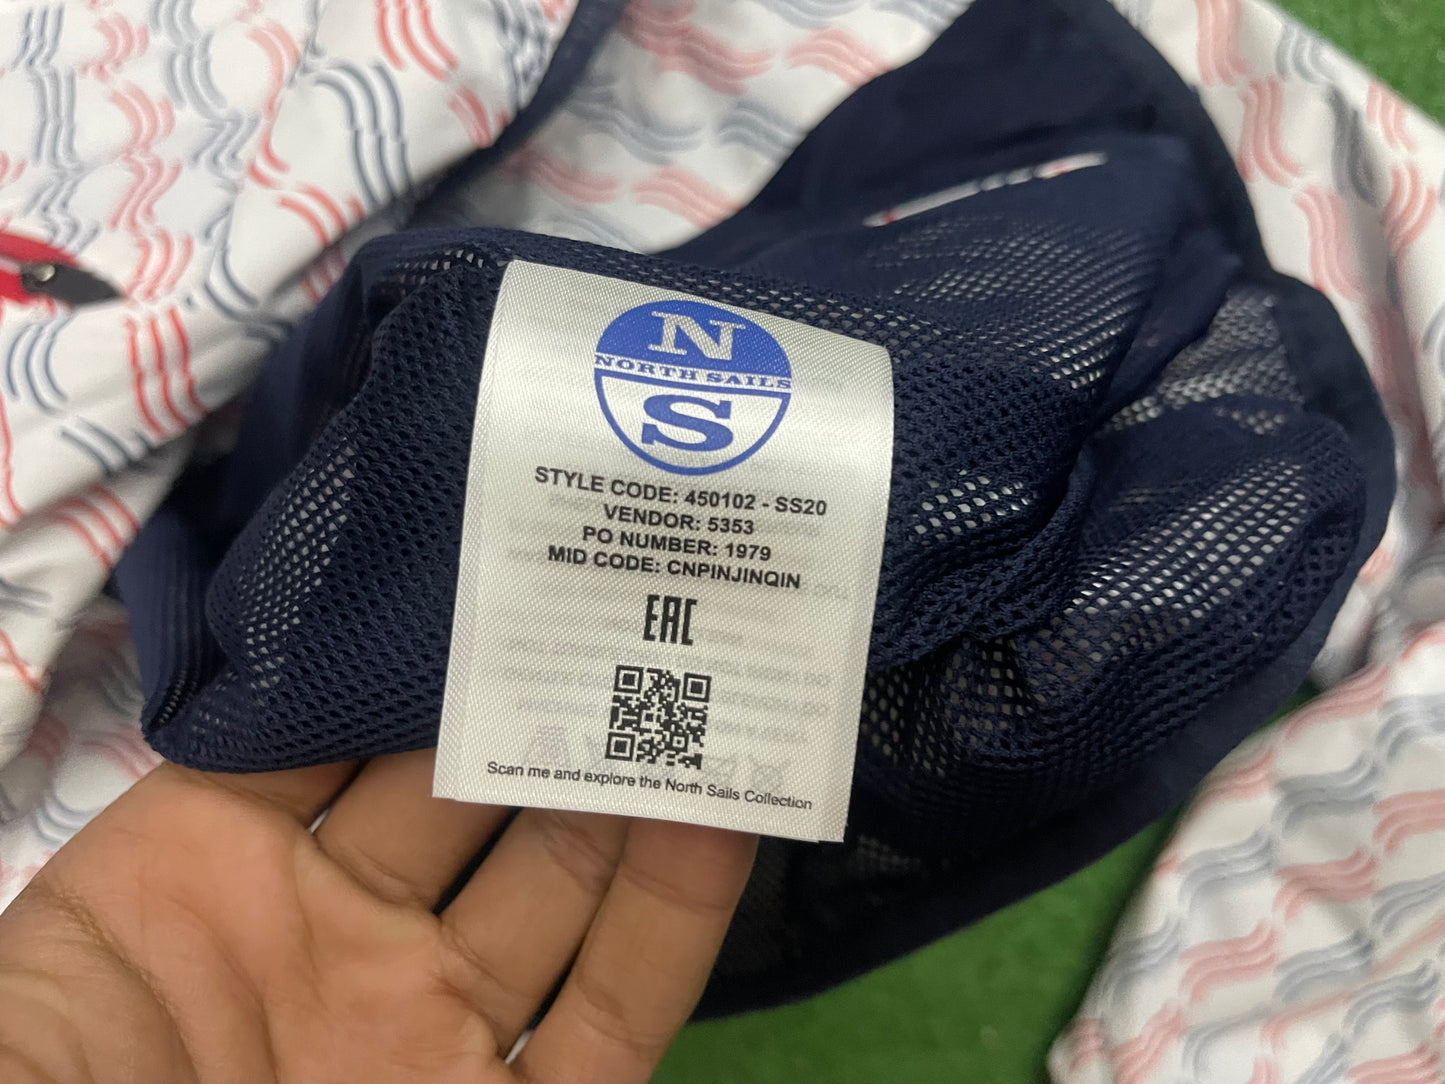 N
NORTH SAILS
S
STYLE CODE: 450102 - SS20
VENDOR: 5353
PO NUMBER: 1979
MID CODE: CNPINJINQIN
EAC
Scan me and explore the North Sails Collection